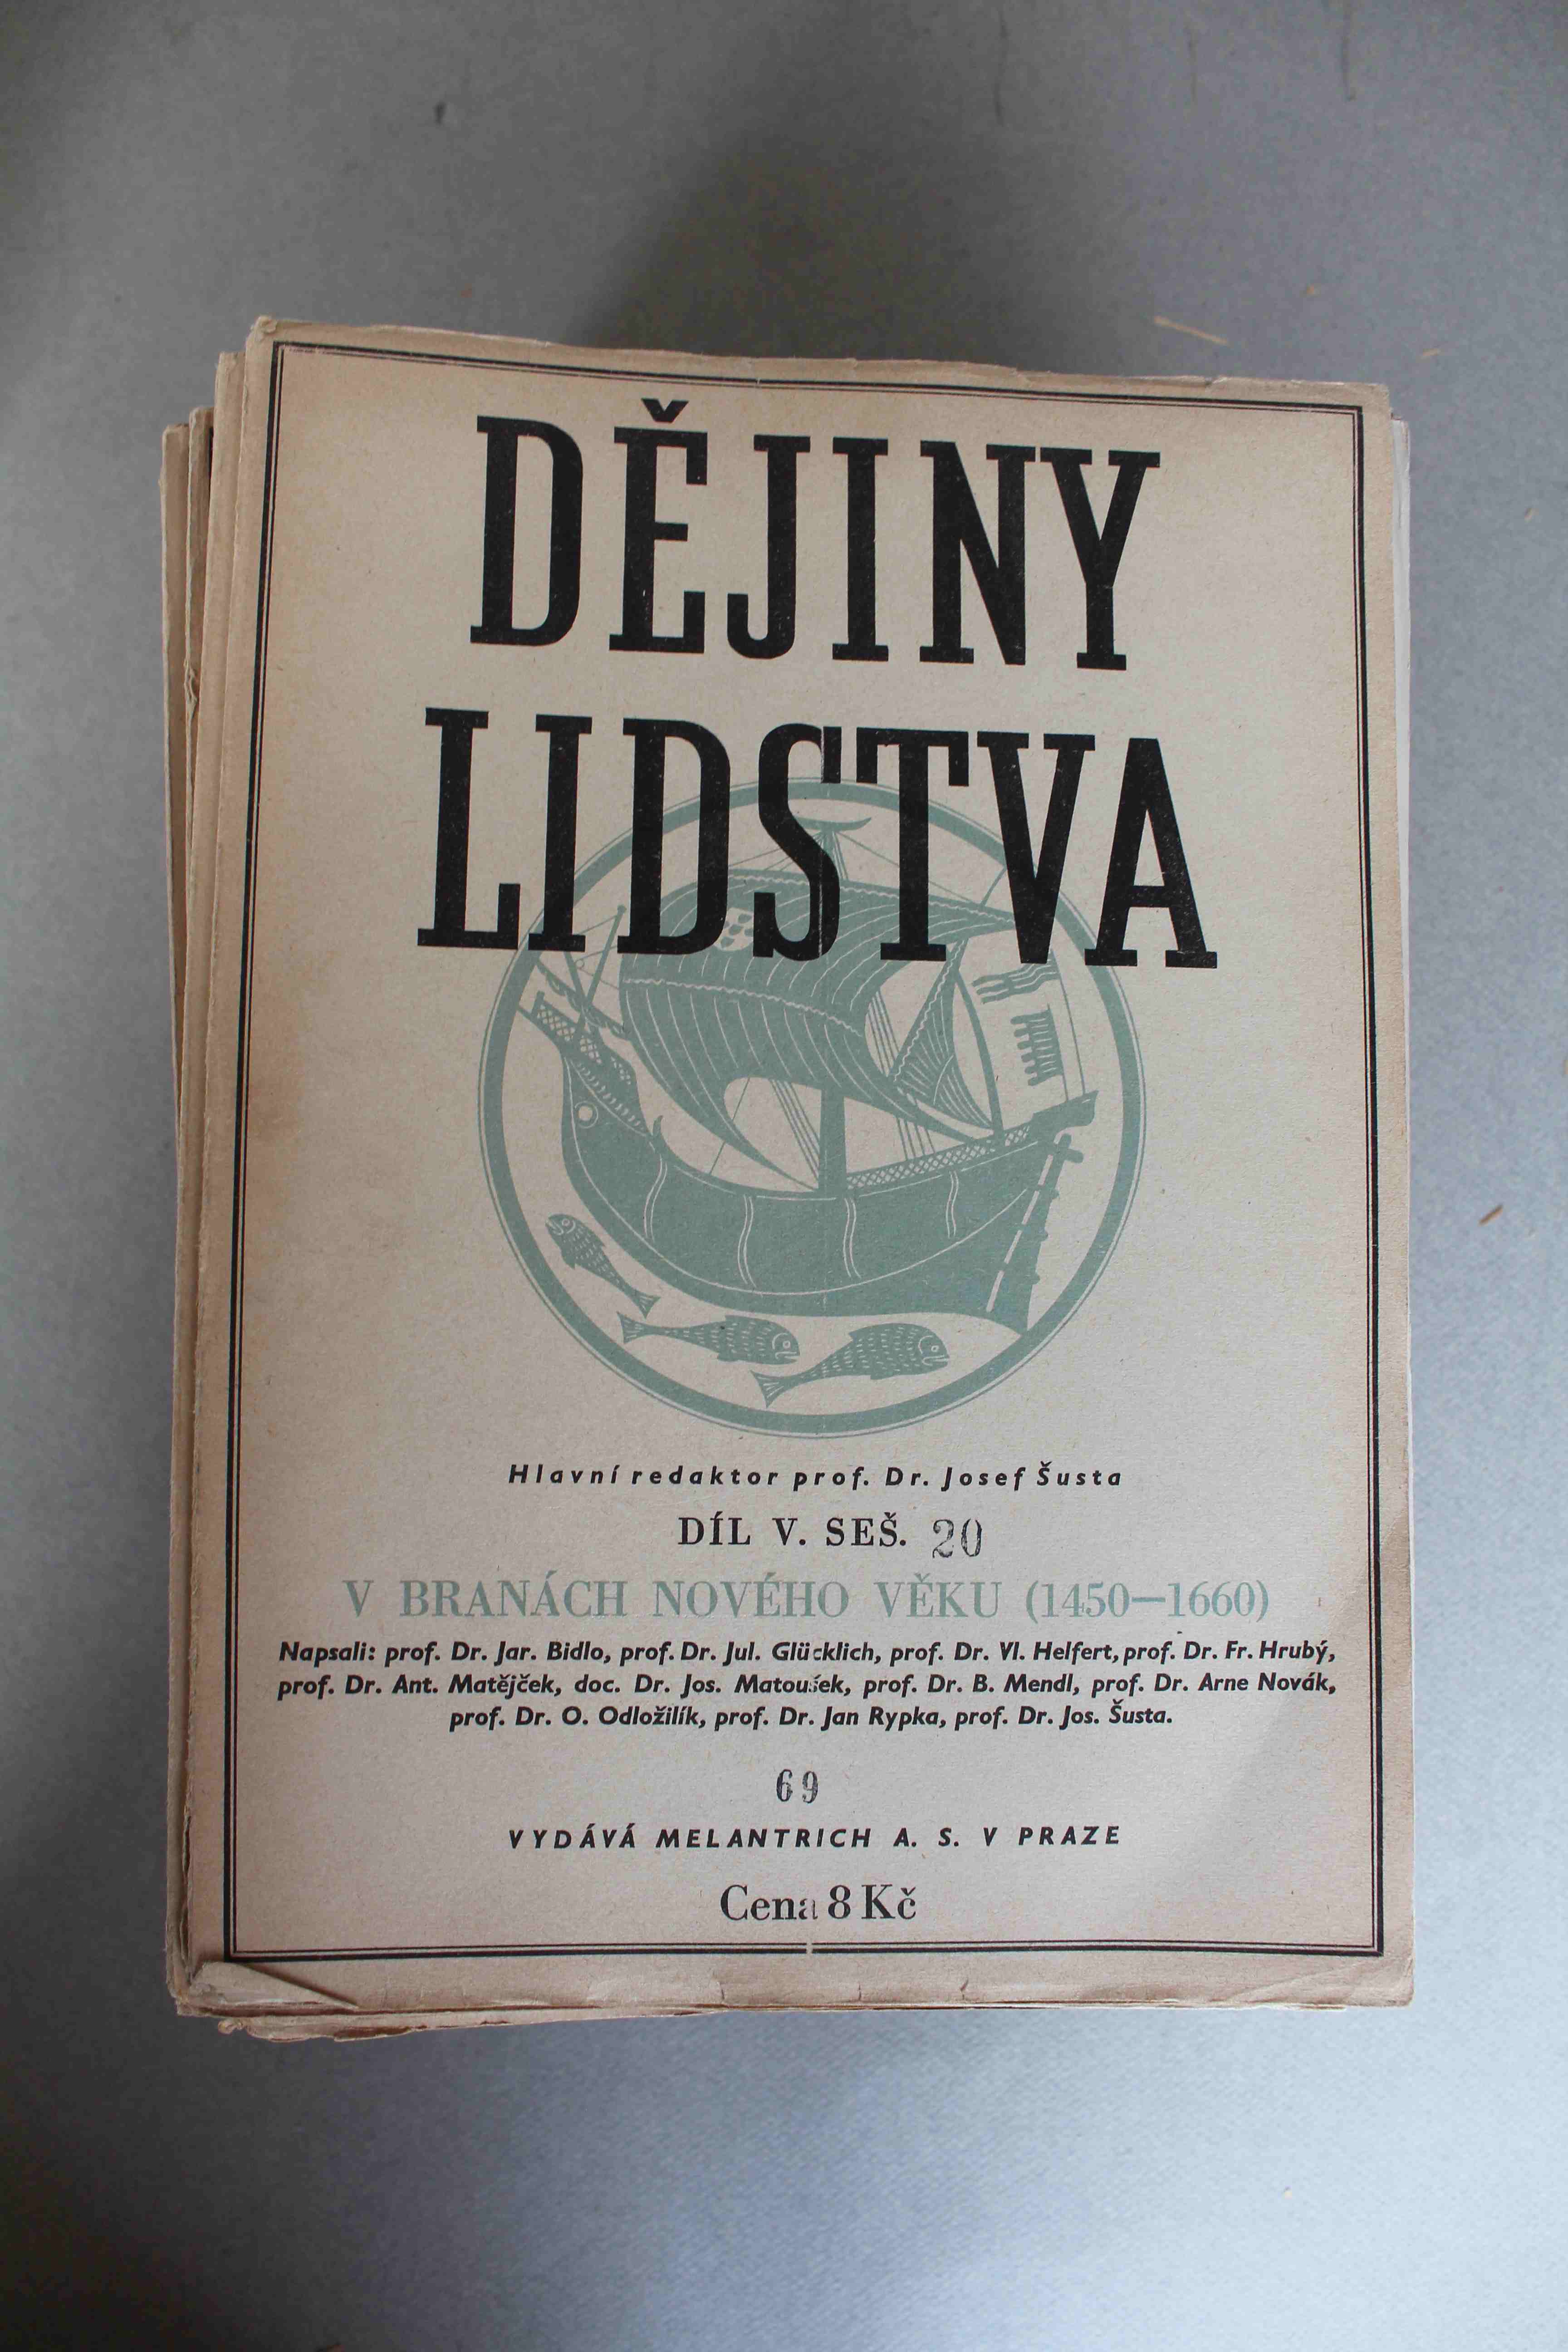 DĚJINY
LIDSTVA
Hlavní redaktor prof. Dr. Josef Šusta
DÍL V. SEŠ. 20
V BRANÁCH NOVÉHO VĚKU (1450—1660)
Napsali: prof. Dr. Jar. Bidlo, prof. Dr. Jul. Glücklich, prof. Dr. Vl. Helfert, prof. Dr. Fr. Hrubý,
prof. Dr. Ant. Matějček, doc. Dr. Jos. Matoušek, prof. Dr. B. Mendl, prof. Dr. Arne Novák,
prof. Dr. O. Odložilík, prof. Dr. Jan Rypka, prof. Dr. Jos. Šusta.
69
VYDÁVÁ MELANTRICH A. S. V PRAZE
Cena 8 Kč